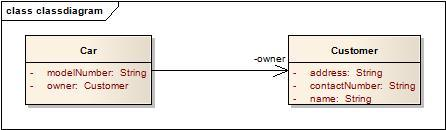 class classdiagram
Car
- modelNumber: String
- owner: Customer
-owner
Customer
- address: String
- contactNumber: String
- name: String